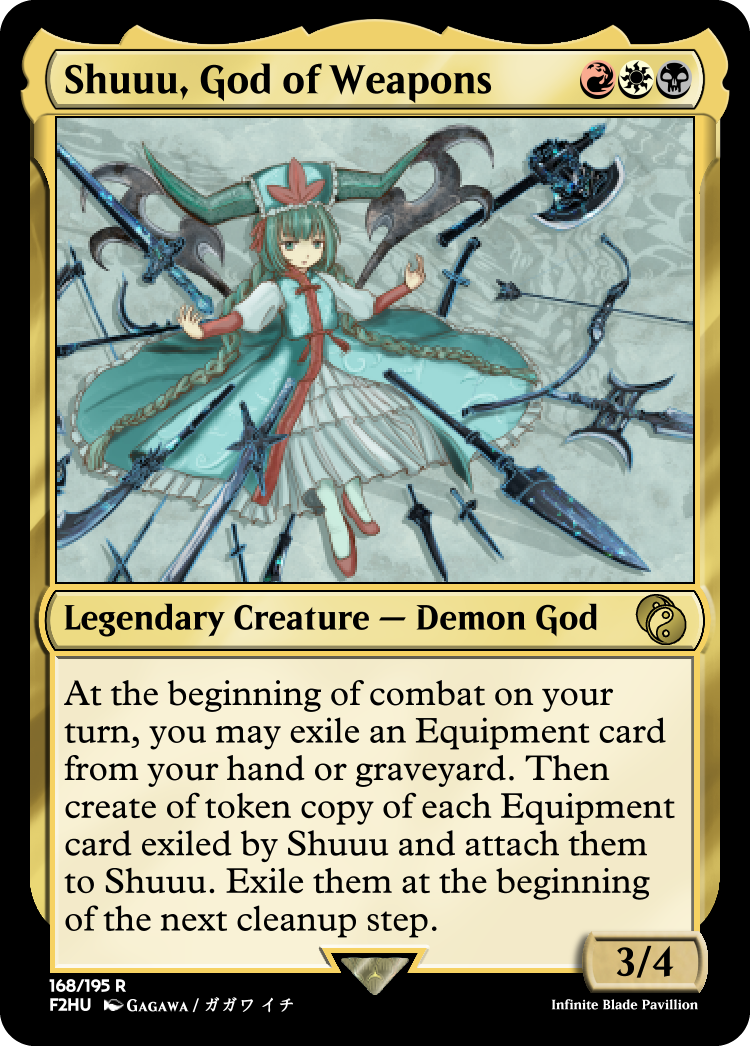 Shuuu, God of Weapons
Legendary Creature — Demon God
At the beginning of combat on your
turn, you may exile an Equipment card
from your hand or graveyard. Then
create of token copy of each Equipment
card exiled by Shuuu and attach them
to Shuuu. Exile them at the beginning
of the next cleanup step.
3/4
168/195 R
F2HU Gagawa / ガガワ イチ
Infinite Blade Pavillion